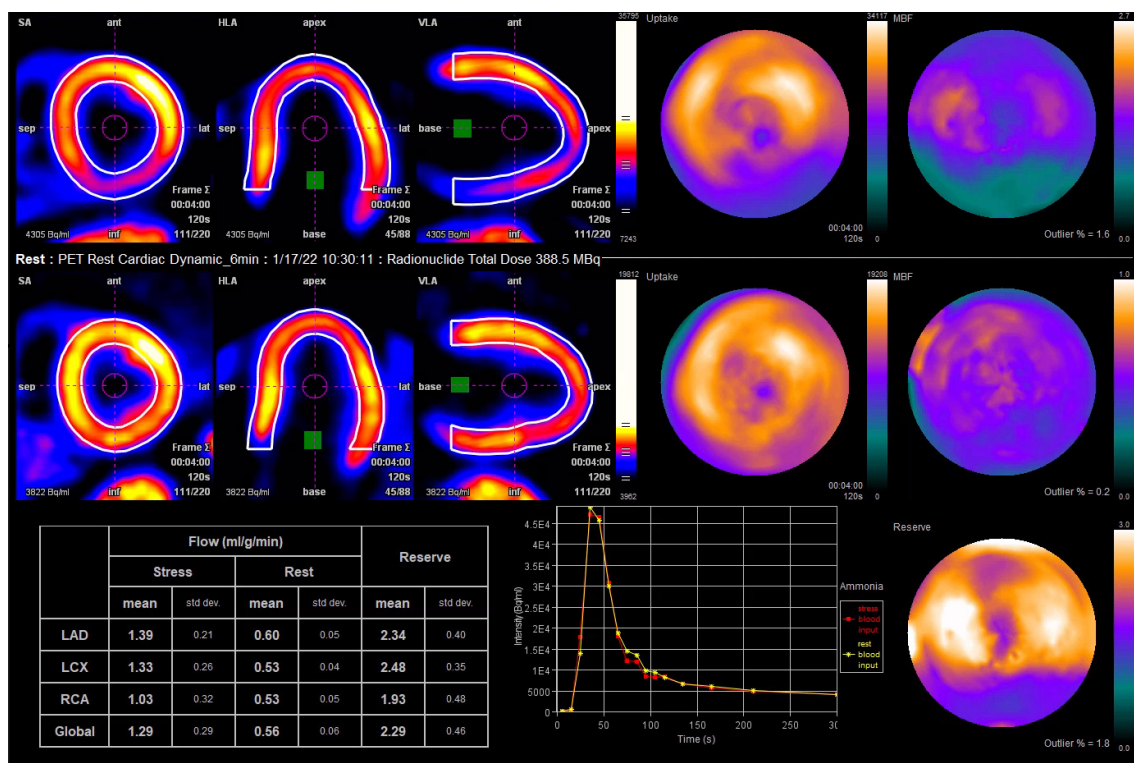 SA ant HLA apex VLA 35795 Uptake 34117 MBF 2.7
sep lat lat base apex
Frame Σ Frame Σ Frame Σ
00:04:00 00:04:00 00:04:00
120s 120s 120s 00:04:00
4305 Bq/ml inf 111/220 4305 Bq/ml base 45/88 4305 Bq/ml 111/220 7243 120s 0 Outlier % = 1.6 0.0
Rest : PET Rest Cardiac Dynamic_6min : 1/17/22 10:30:11 : Radionuclide Total Dose 388.5 MBq
SA ant HLA apex VLA 19812 Uptake 19208 MBF 1.0
sep lat sep lat base apex
Frame Σ Frame Σ Frame Σ
00:04:00 00:04:00 00:04:00
120s 120s 120s 00:04:00
3822 Bq/ml inf 111/220 3822 Bq/ml base 45/88 3822 Bq/ml 111/220 3962 120s 0 Outlier % = 0.2 0.0
Flow (ml/g/min) Reserve
Stress Rest
mean std dev. mean std dev. mean std dev.
LAD 1.39 0.21 0.60 0.05 2.34 0.40
LCX 1.33 0.26 0.53 0.04 2.48 0.35
RCA 1.03 0.32 0.53 0.05 1.93 0.48
Global 1.29 0.29 0.56 0.06 2.29 0.46
Intensity(Bq/ml)
4.5E4
4E4
3E4
2E4
1E4
5000
0
0 50 100 150 200 250 300
Time (s)
Ammonia
stress
blood
input
rest
blood
input
Reserve 3.0
Outlier % = 1.8 0.0